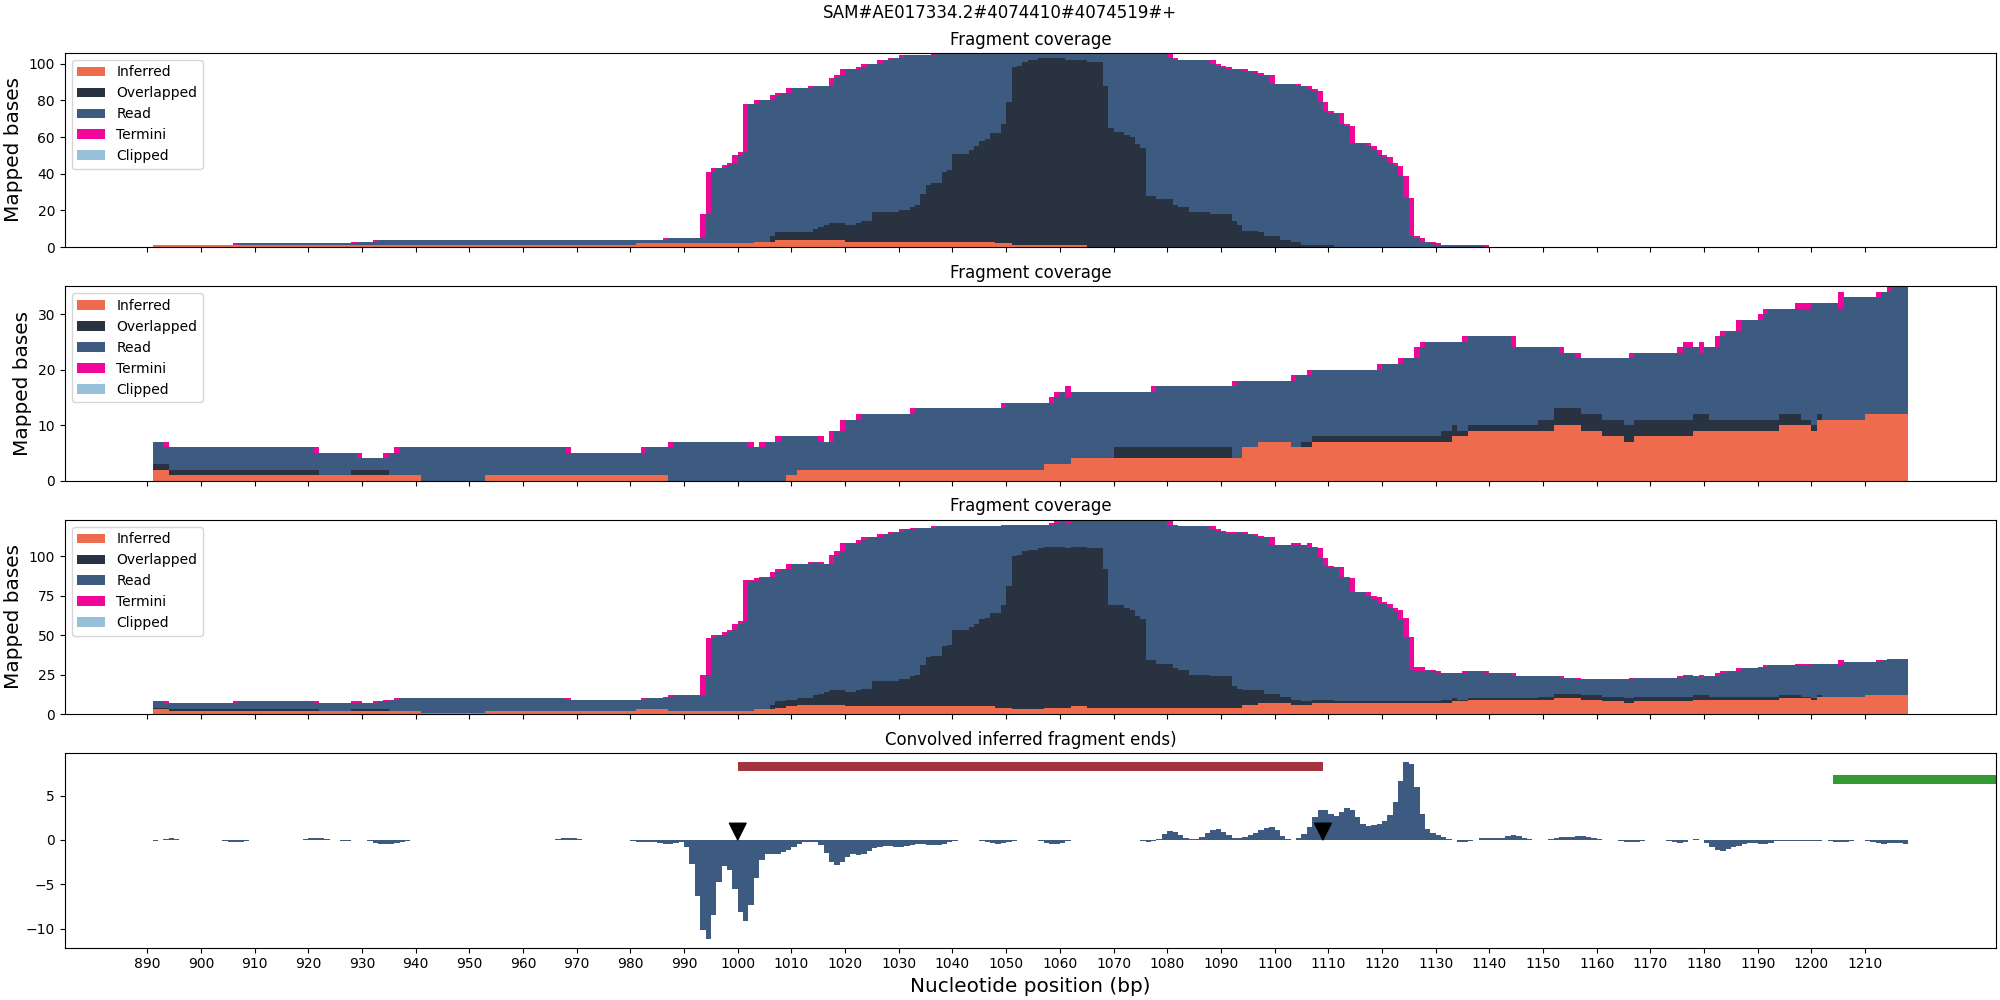 SAM#AE017334.2#4074410#4074519#+
Fragment coverage
Mapped bases
100
80
60
40
20
0
Inferred
Overlapped
Read
Termini
Clipped
Fragment coverage
Mapped bases
30
20
10
0
Inferred
Overlapped
Read
Termini
Clipped
Fragment coverage
Mapped bases
100
75
50
25
0
Inferred
Overlapped
Read
Termini
Clipped
Convolved inferred fragment ends)
5
0
−5
−10
890 900 910 920 930 940 950 960 970 980 990 1000 1010 1020 1030 1040 1050 1060 1070 1080 1090 1100 1110 1120 1130 1140 1150 1160 1170 1180 1190 1200 1210
Nucleotide position (bp)